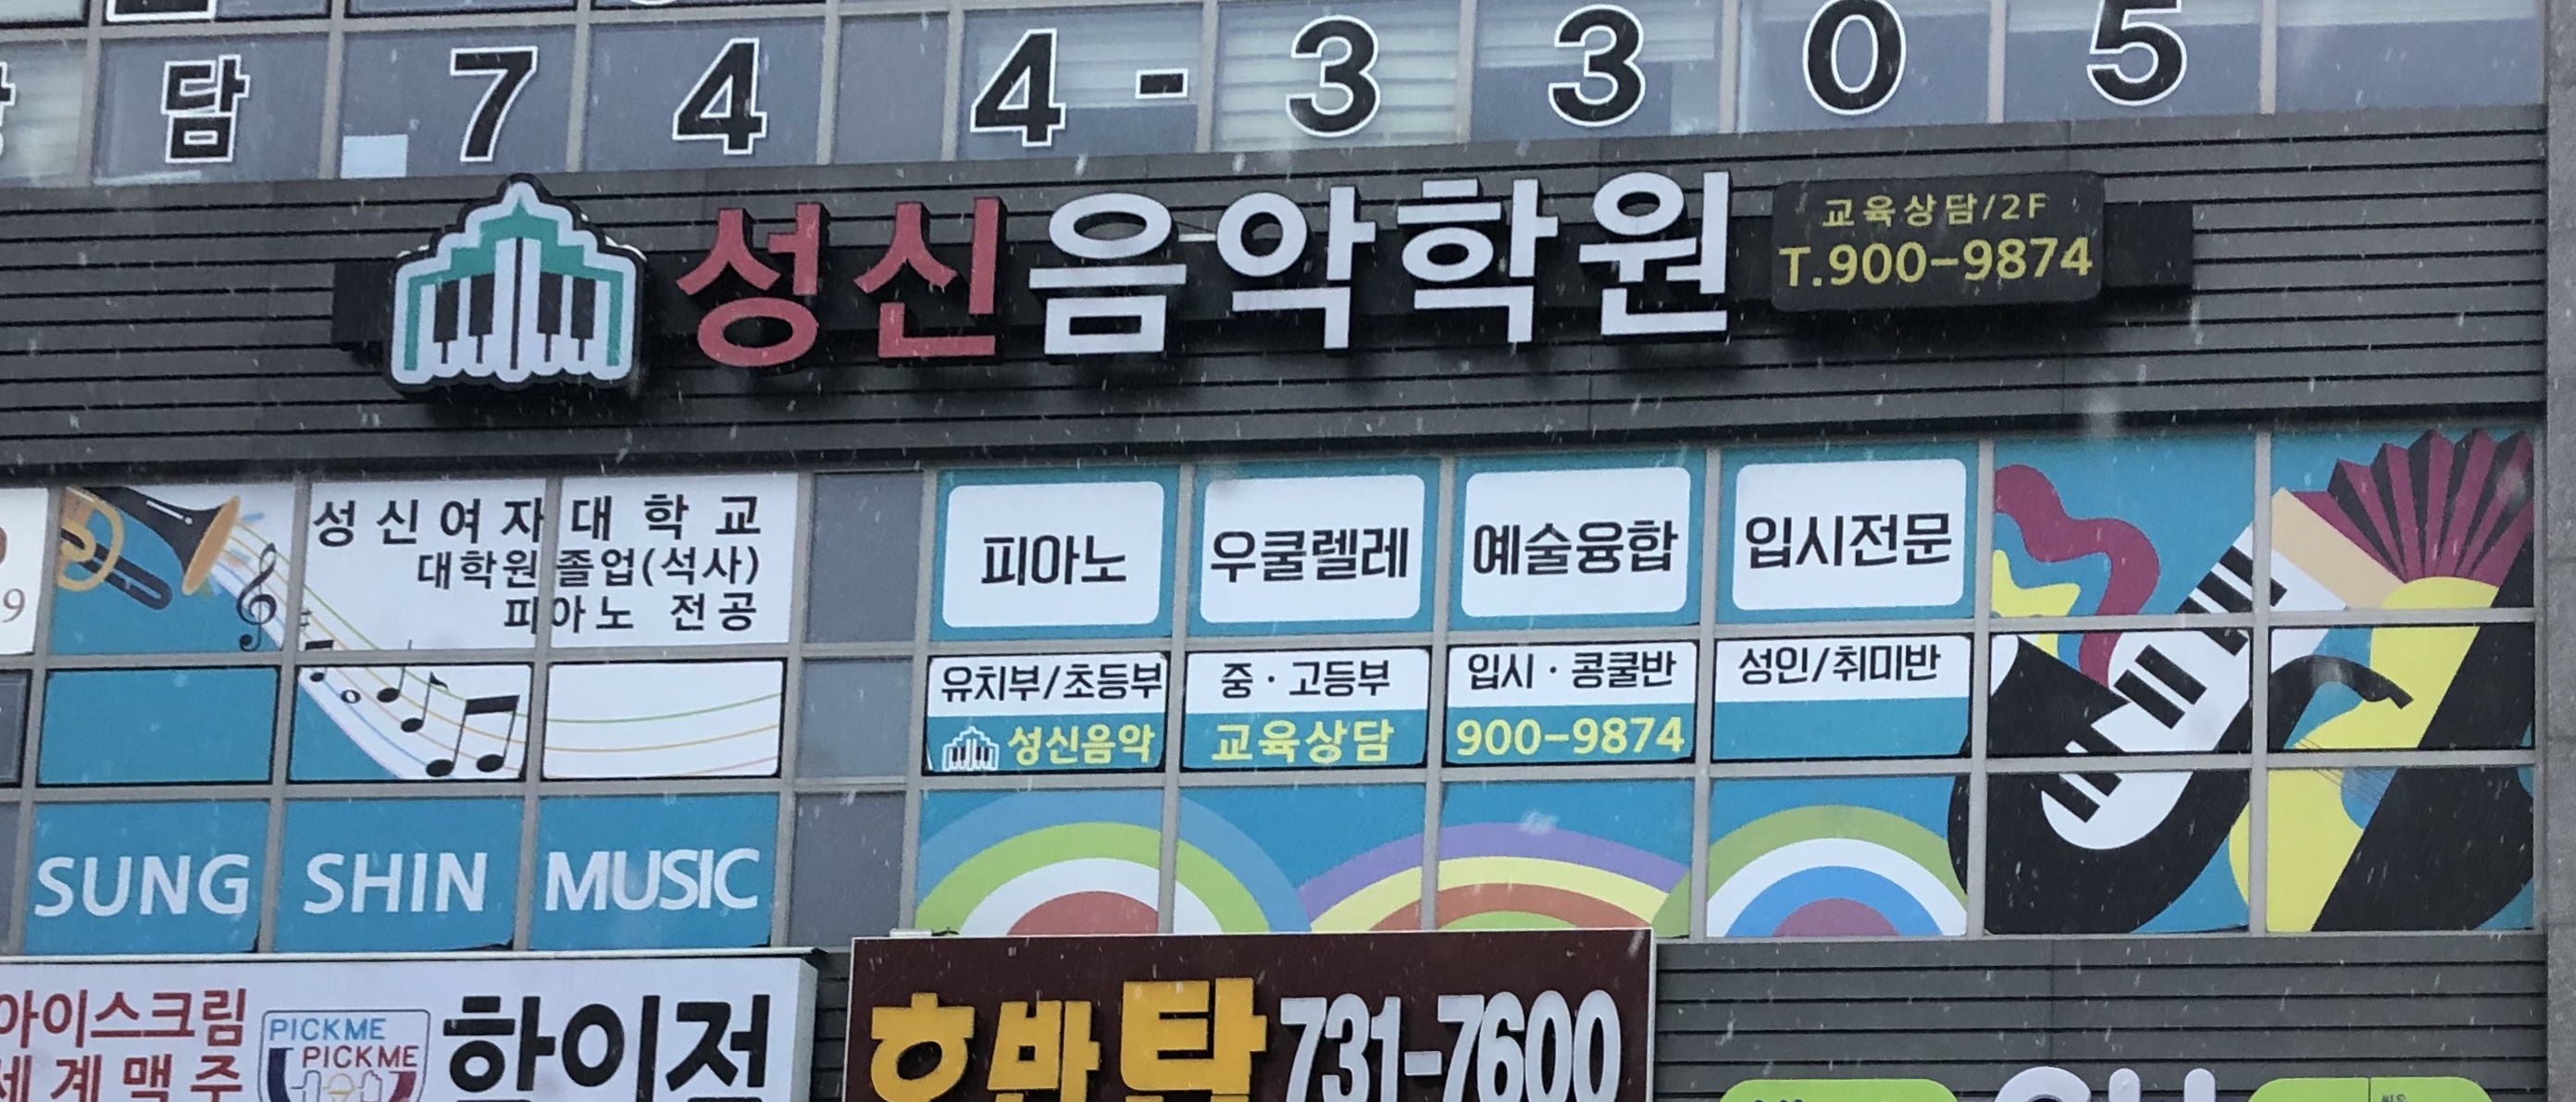 담 744-3305
성신음악학원
교육상담/2F
T.900-9874
성신여자대학교
대학원 졸업(석사)
피아노 전공
피아노
우쿨렐레
예술융합
입시전문
유치부/초등부
중·고등부
입시·콩쿨반
성인/취미반
성신음악
교육상담
900-9874
SUNG SHIN MUSIC
아이스크림
세계맥주
PICKME
PICKME
731-7600